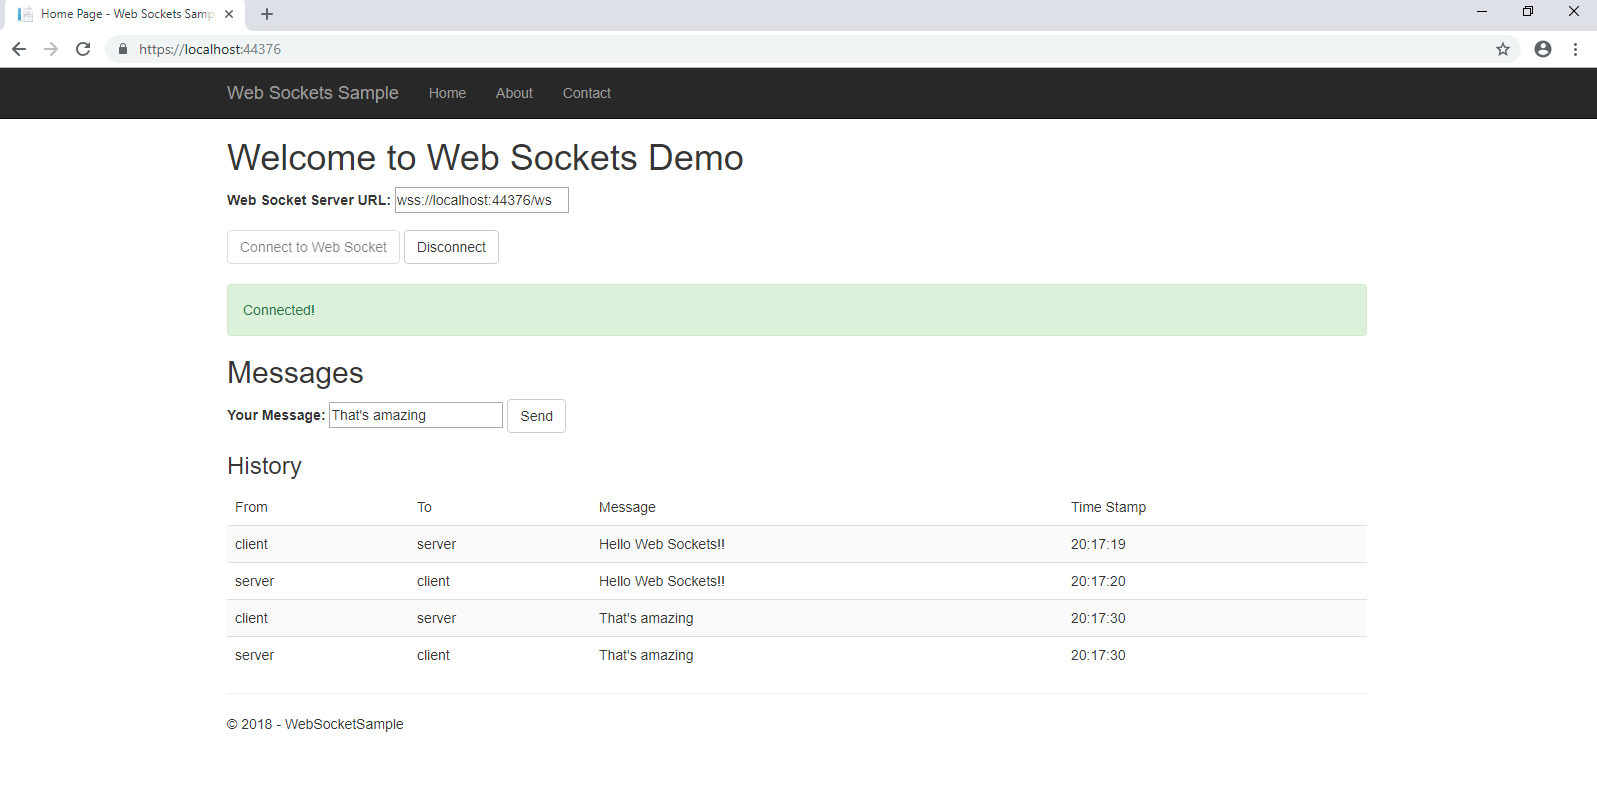 Home Page - Web Sockets Samp
https://localhost:44376
Web Sockets Sample Home About Contact
Welcome to Web Sockets Demo
Web Socket Server URL: wss://localhost:44376/ws
Connect to Web Socket Disconnect
Connected!
Messages
Your Message: That's amazing Send
History
From To Message Time Stamp
client server Hello Web Sockets!! 20:17:19
server client Hello Web Sockets!! 20:17:20
client server That's amazing 20:17:30
server client That's amazing 20:17:30
© 2018 - WebSocketSample